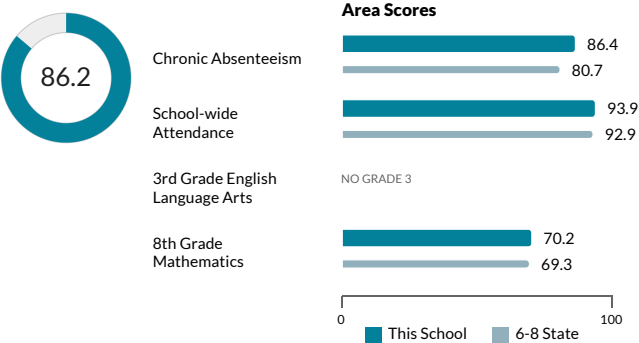 Area Scores
86.2
Chronic Absenteeism
86.4
80.7
School-wide
Attendance
93.9
92.9
3rd Grade English
Language Arts
NO GRADE 3
8th Grade
Mathematics
70.2
69.3
0
100
This School
6-8 State